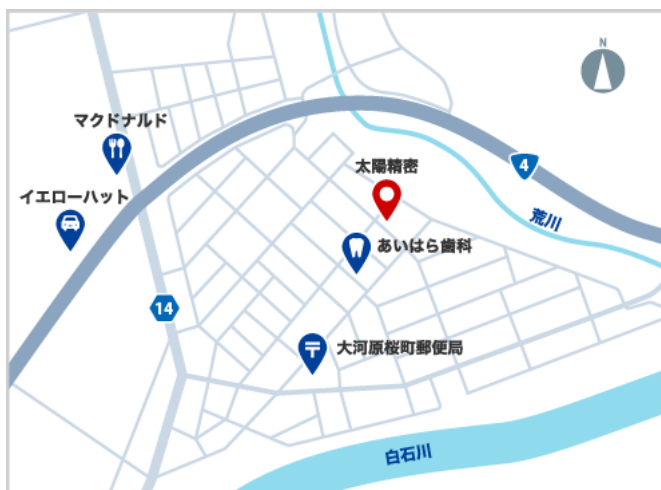 N
マクドナルド
太陽精密
4
イエローハット
荒川
あいはら歯科
14
大河原桜町郵便局
白石川